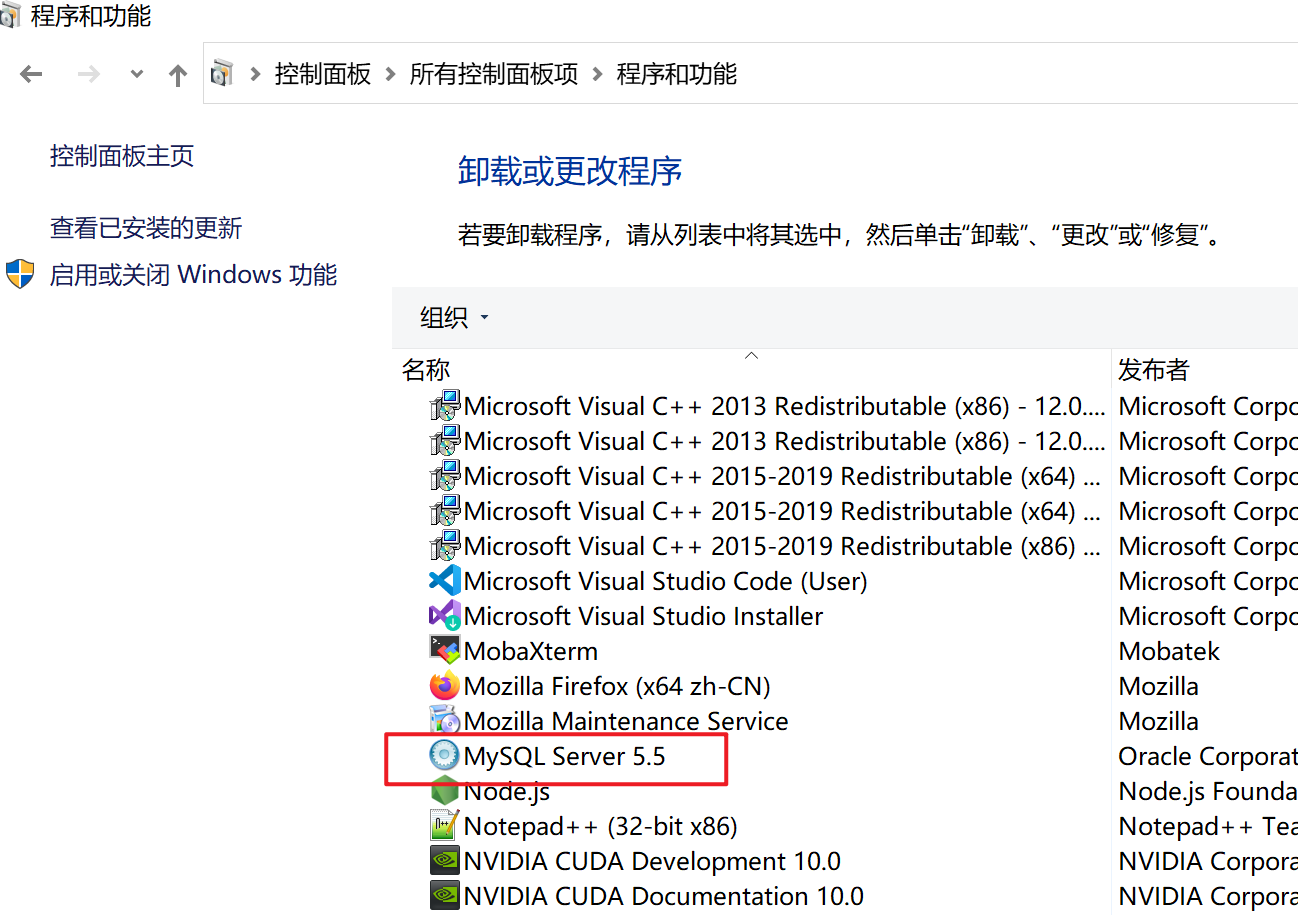 程序和功能
控制面板 所有控制面板项 程序和功能
控制面板主页
查看已安装的更新
启用或关闭 Windows 功能
卸载或更改程序
若要卸载程序，请从列表中将其选中，然后单击“卸载”、“更改”或“修复”。
组织
名称 发布者
Microsoft Visual C++ 2013 Redistributable (x86) - 12.0.... Microsoft Corpo
Microsoft Visual C++ 2013 Redistributable (x86) - 12.0.... Microsoft Corpo
Microsoft Visual C++ 2015-2019 Redistributable (x64) ... Microsoft Corpo
Microsoft Visual C++ 2015-2019 Redistributable (x64) ... Microsoft Corpo
Microsoft Visual C++ 2015-2019 Redistributable (x86) ... Microsoft Corpo
Microsoft Visual Studio Code (User) Microsoft Corpo
Microsoft Visual Studio Installer Microsoft Corpo
MobaXterm Mobatek
Mozilla Firefox (x64 zh-CN) Mozilla
Mozilla Maintenance Service Mozilla
MySQL Server 5.5 Oracle Corporat
Node.js Node.js Founda
Notepad++ (32-bit x86) Notepad++ Tea
NVIDIA CUDA Development 10.0 NVIDIA Corpora
NVIDIA CUDA Documentation 10.0 NVIDIA Corpora